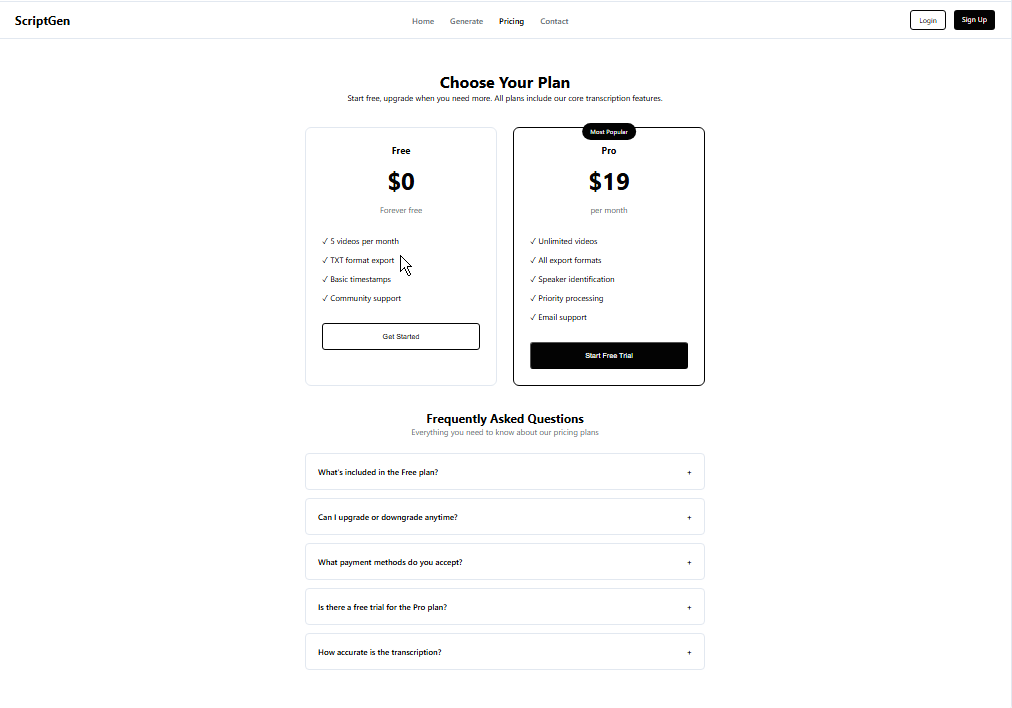 ScriptGen
Home Generate Pricing Contact
Login Sign Up
Choose Your Plan
Start free, upgrade when you need more. All plans include our core transcription features.
Free
$0
Forever free
✓ 5 videos per month
✓ TXT format export
✓ Basic timestamps
✓ Community support
Get Started
Most Popular
Pro
$19
per month
✓ Unlimited videos
✓ All export formats
✓ Speaker identification
✓ Priority processing
✓ Email support
Start Free Trial
Frequently Asked Questions
Everything you need to know about our pricing plans
What's included in the Free plan? +
Can I upgrade or downgrade anytime? +
What payment methods do you accept? +
Is there a free trial for the Pro plan? +
How accurate is the transcription? +